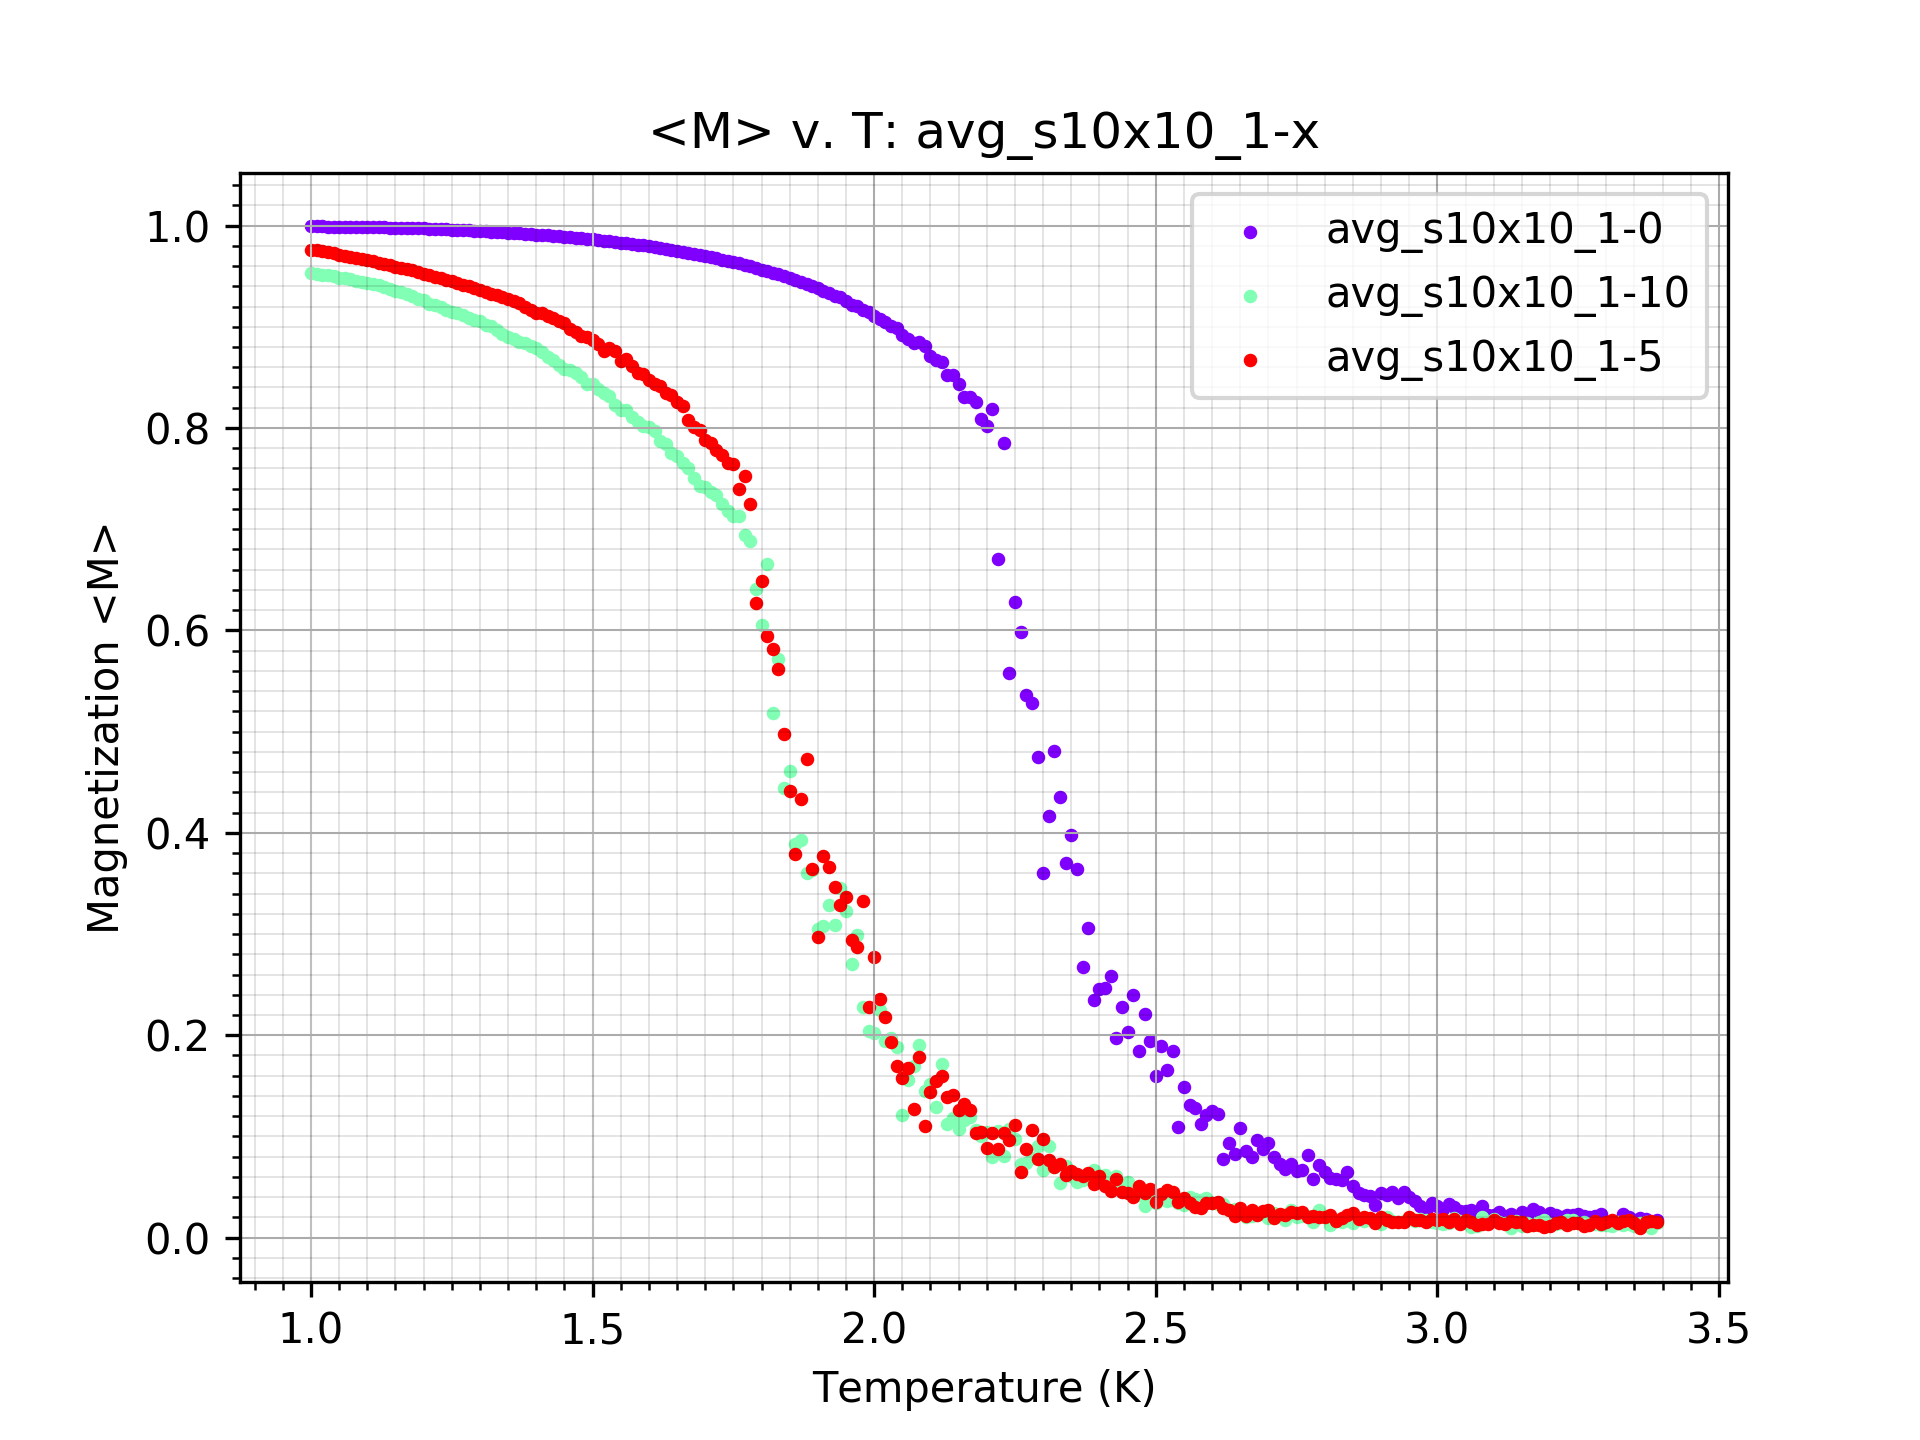 <M> v. T: avg_s10x10_1-x
avg_s10x10_1-0
avg_s10x10_1-10
avg_s10x10_1-5
Magnetization <M>
1.0
0.8
0.6
0.4
0.2
0.0
1.0 1.5 2.0 2.5 3.0 3.5
Temperature (K)